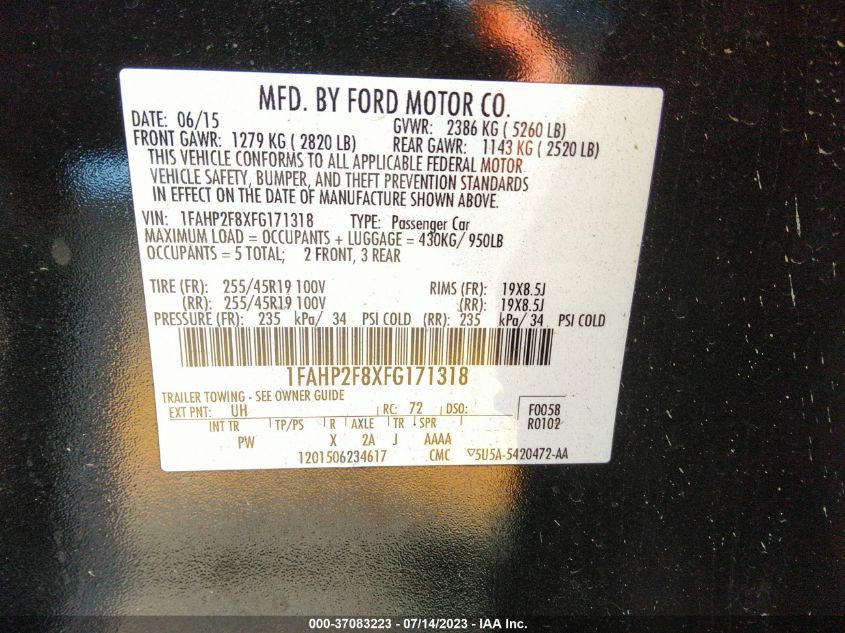 MFD. BY FORD MOTOR CO.
DATE: 06/15 GVWR: 2386 KG ( 5260 LB)
FRONT GAWR: 1279 KG ( 2820 LB) REAR GAWR: 1143 KG ( 2520 LB)
THIS VEHICLE CONFORMS TO ALL APPLICABLE FEDERAL MOTOR
VEHICLE SAFETY, BUMPER, AND THEFT PREVENTION STANDARDS
IN EFFECT ON THE DATE OF MANUFACTURE SHOWN ABOVE.
VIN: 1FAHP2F8XFG171318 TYPE: Passenger Car
MAXIMUM LOAD = OCCUPANTS + LUGGAGE = 430KG/ 950LB
OCCUPANTS = 5 TOTAL; 2 FRONT, 3 REAR
TIRE (FR): 255/45R19 100V RIMS (FR): 19X8.5J
(RR): 255/45R19 100V (RR): 19X8.5J
PRESSURE (FR): 235 kPa/ 34 PSI COLD (RR): 235 kPa/ 34 PSI COLD
1FAHP2F8XFG171318
TRAILER TOWING - SEE OWNER GUIDE
EXT PNT: UH RC: 72 DSO: F0058
INT TR TP/PS R AXLE TR SPR R0102
PW X 2A J AAAA
1201506234617 CMC ▽5U5A-5420472-AA
000-37083223 - 07/14/2023 - IAA Inc.